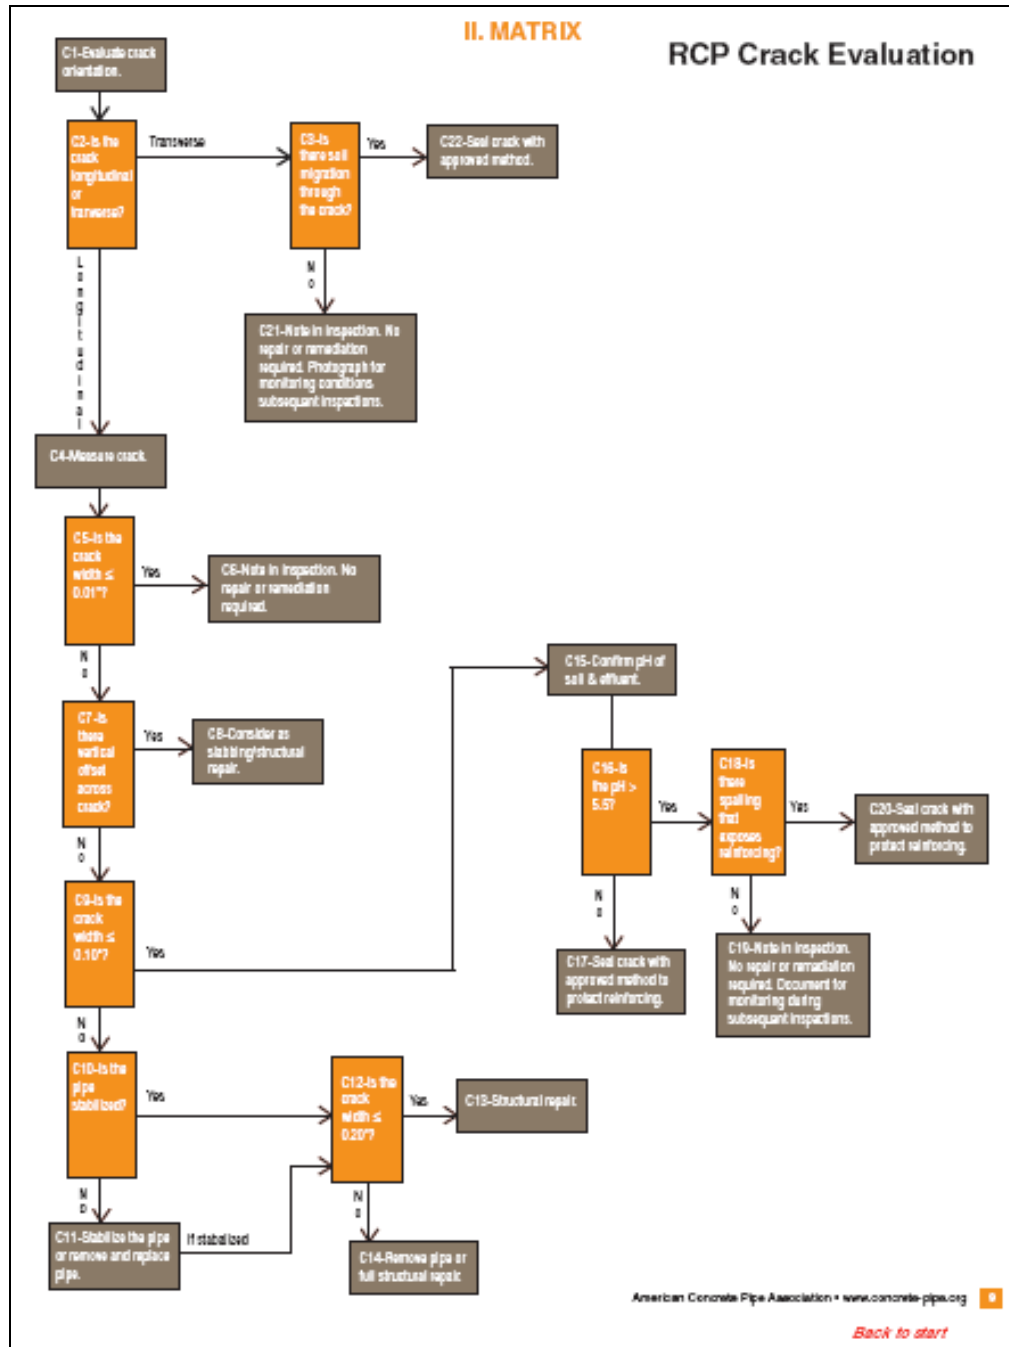 II. MATRIX
RCP Crack Evaluation
C1-Evaluate crack
orientation.
C2-Is the
crack
longitudinal
or
tranverse?
Transverse
C3-Is
there soil
migration
through
the crack?
Yes
C22-Seal crack with
approved method.
Longitudinal
No
C21-Note in inspection. No
repair or remediation
required. Photograph for
monitoring conditions
subsequent inspections.
C4-Measure crack.
C5-Is the
crack
width ≤
0.01"?
Yes
C6-Note in inspection. No
repair or remediation
required.
No
C7-Is
there
vertical
offset
across
crack?
Yes
C8-Consider as
slabbing/structural
repair.
No
C9-Is the
crack
width ≤
0.10"?
Yes
C15-Confirm pH of
soil & effluent.
C16-Is
the pH >
5.5?
Yes
C18-Is
there
spalling
that
exposes
reinforcing?
Yes
C20-Seal crack with
approved method to
protect reinforcing.
No
C17-Seal crack with
approved method to
protect reinforcing.
No
C19-Note in inspection.
No repair or remediation
required. Document for
monitoring during
subsequent inspections.
No
C10-Is the
pipe
stabilized?
Yes
C12-Is the
crack
width ≤
0.20"?
Yes
C13-Structural repair.
No
C11-Stabilize the pipe
or remove and replace
pipe.
If stabalized
No
C14-Remove pipe or
full structural repair.
American Concrete Pipe Association • www.concrete-pipe.org 9
Back to start